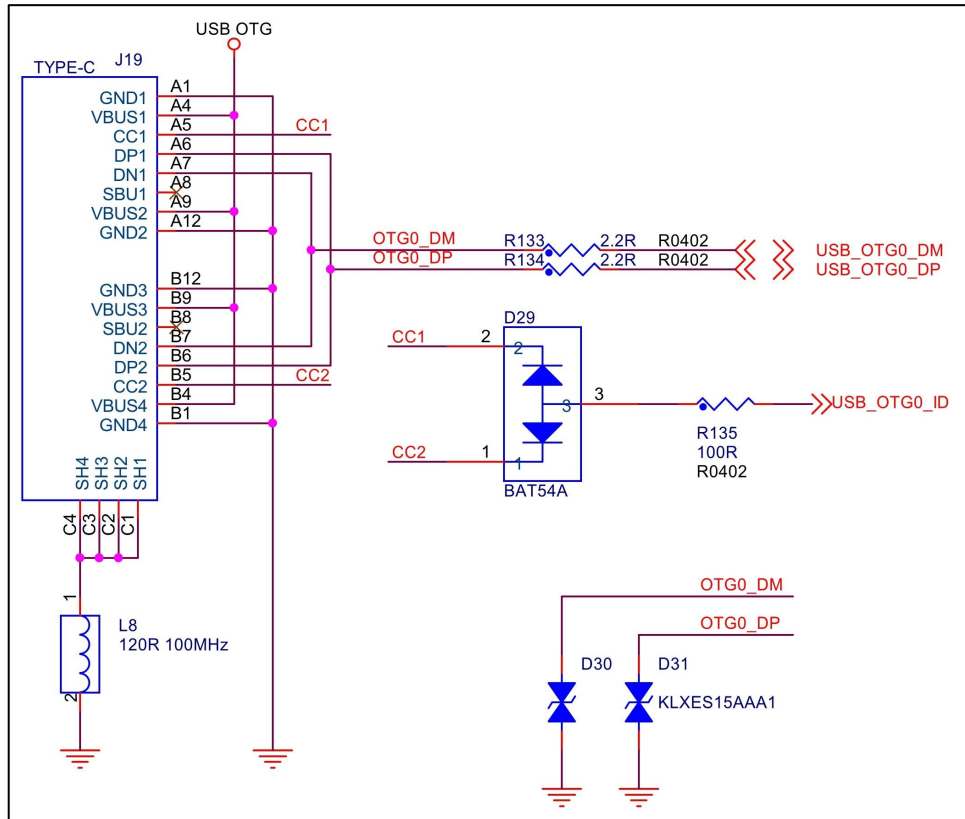 USB OTG
TYPE-C
J19
GND1 A1
VBUS1 A4
CC1 A5 CC1
DP1 A6
DN1 A7
SBU1 A8
VBUS2 A9
GND2 A12
GND3 B12
VBUS3 B9
SBU2 B8
DN2 B7
DP2 B6
CC2 B5 CC2
VBUS4 B4
GND4 B1
SH4 SH3 SH2 SH1
C4 C3 C2 C1
1
L8
120R 100MHz
2
OTG0_DM R133 2.2R R0402 USB_OTG0_DM
OTG0_DP R134 2.2R R0402 USB_OTG0_DP
D29
CC1 2 2
3 3 USB_OTG0_ID
R135
100R
R0402
CC2 1 1
BAT54A
OTG0_DM
OTG0_DP
D30 D31
KLXES15AAA1